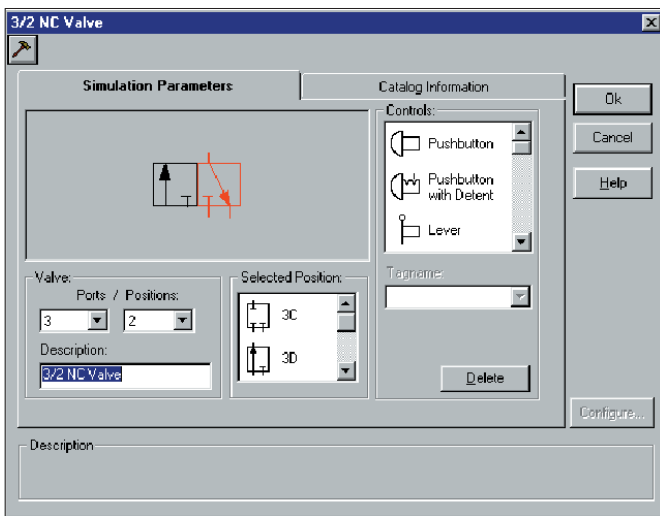 3/2 NC Valve
Simulation Parameters
Catalog Information
Controls:
Pushbutton
Pushbutton
with Detent
Lever
Ok
Cancel
Help
Valve:
Ports / Positions:
3
2
Description:
3/2 NC Valve
Selected Position:
3C
3D
Tagname:
Delete
Configure...
Description